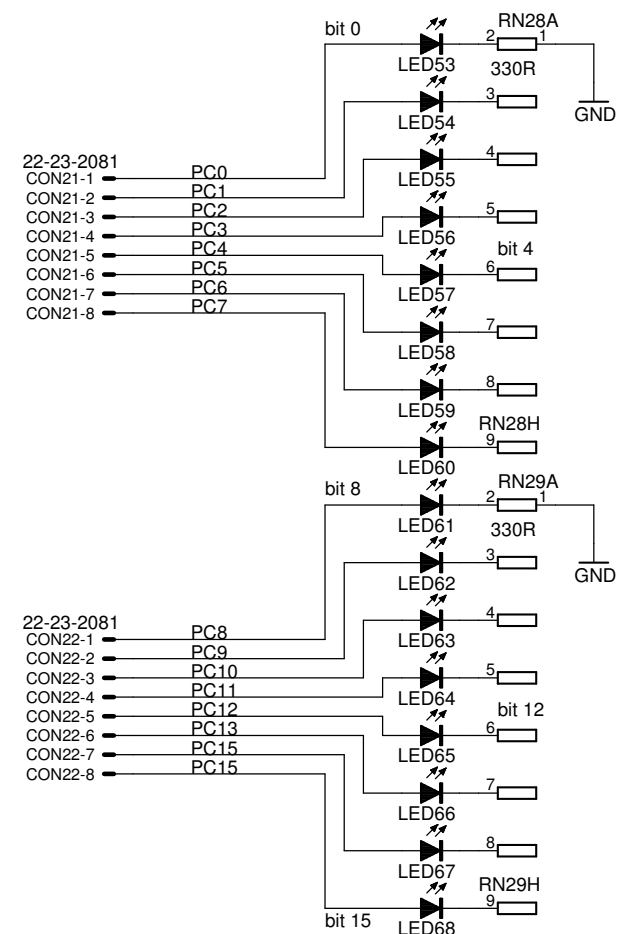 bit 0
RN28A
2
1
LED53
330R
3
GND
LED54
22-23-2081
4
CON21-1
PC0
LED55
CON21-2
PC1
CON21-3
PC2
5
CON21-4
PC3
LED56
CON21-5
PC4
bit 4
CON21-6
PC5
6
CON21-7
PC6
LED57
CON21-8
PC7
7
LED58
8
LED59
RN28H
9
LED60
bit 8
RN29A
2
1
LED61
330R
3
GND
LED62
22-23-2081
4
CON22-1
PC8
LED63
CON22-2
PC9
CON22-3
PC10
5
CON22-4
PC11
LED64
CON22-5
PC12
bit 12
CON22-6
PC13
6
CON22-7
PC15
LED65
CON22-8
PC15
7
LED66
8
LED67
RN29H
9
bit 15
LED68